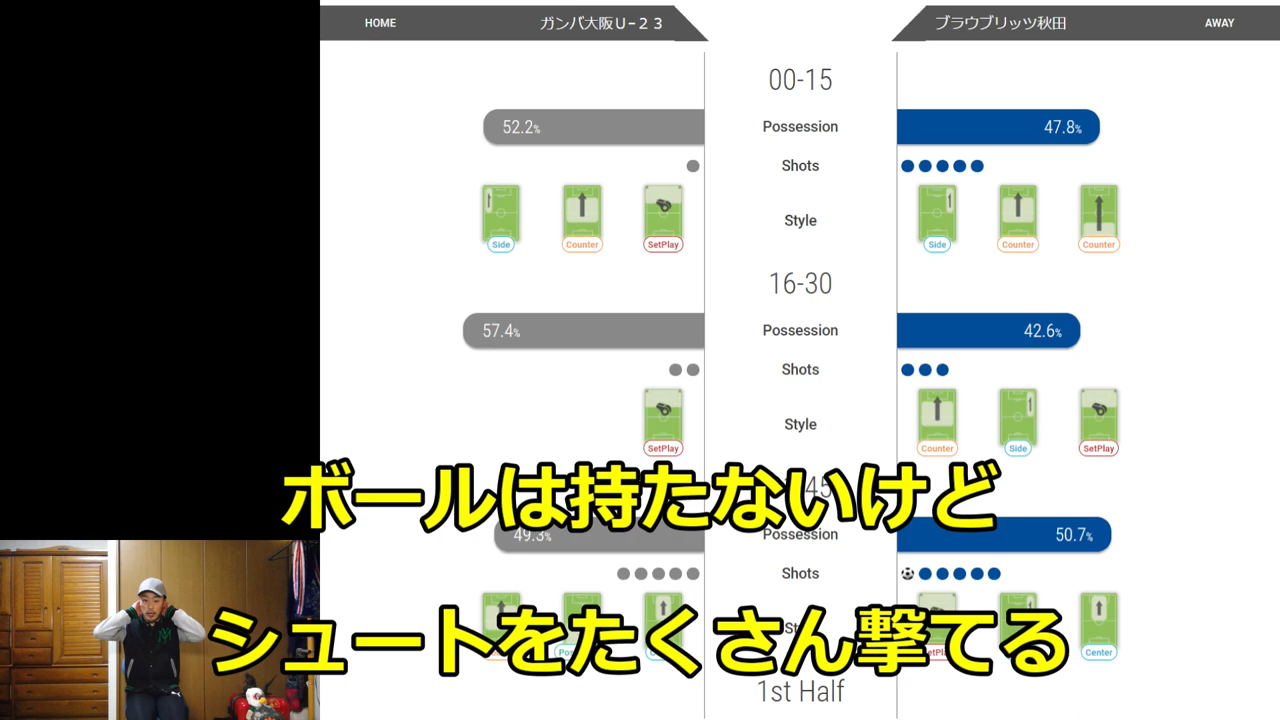 HOME ガンバ大阪U-23 ブラウブリッツ秋田 AWAY
00-15
52.2% Possession 47.8%
Shots
Style
Side Counter SetPlay Side Counter Counter
16-30
57.4% Possession 42.6%
Shots
Style
SetPlay Counter Side SetPlay
ボールは持たないけど
49.3% Possession 50.7%
Shots
シュートをたくさん撃てる
Center
1st Half